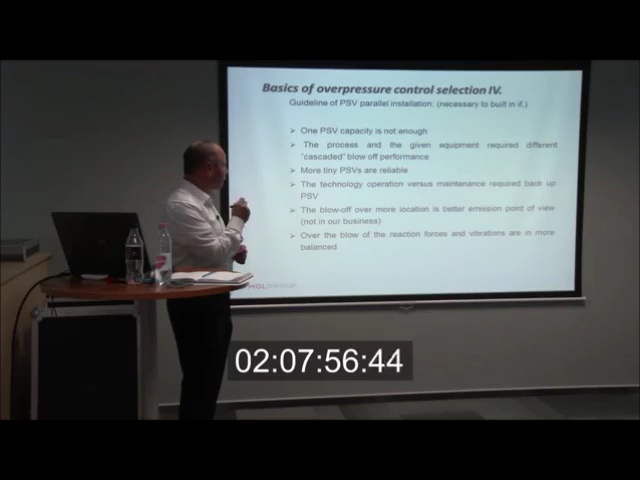 Basics of overpressure control selection IV.
Guideline of PSV parallel installation: (necessary to built in if,)
➢ One PSV capacity is not enough
➢ The process and the given equipment required different
"cascaded" blow off performance
➢ More tiny PSVs are reliable
➢ The technology operation versus maintenance required back up
PSV
➢ The blow-off over more location is better emission point of view
(not in our business)
➢ Over the blow of the reaction forces and vibrations are in more
balanced
MOLGROUP
02:07:56:44